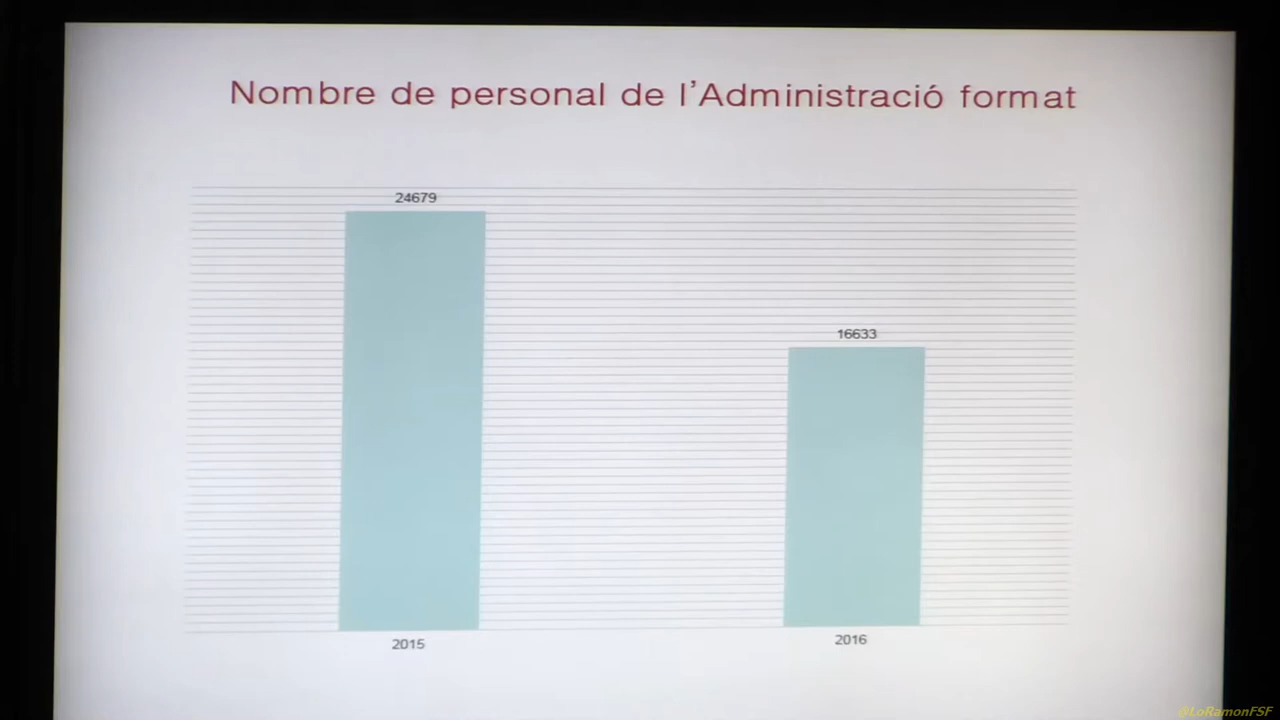 Nombre de personal de l'Administració format
24679
16633
2015
2016
@LoRamonFSF